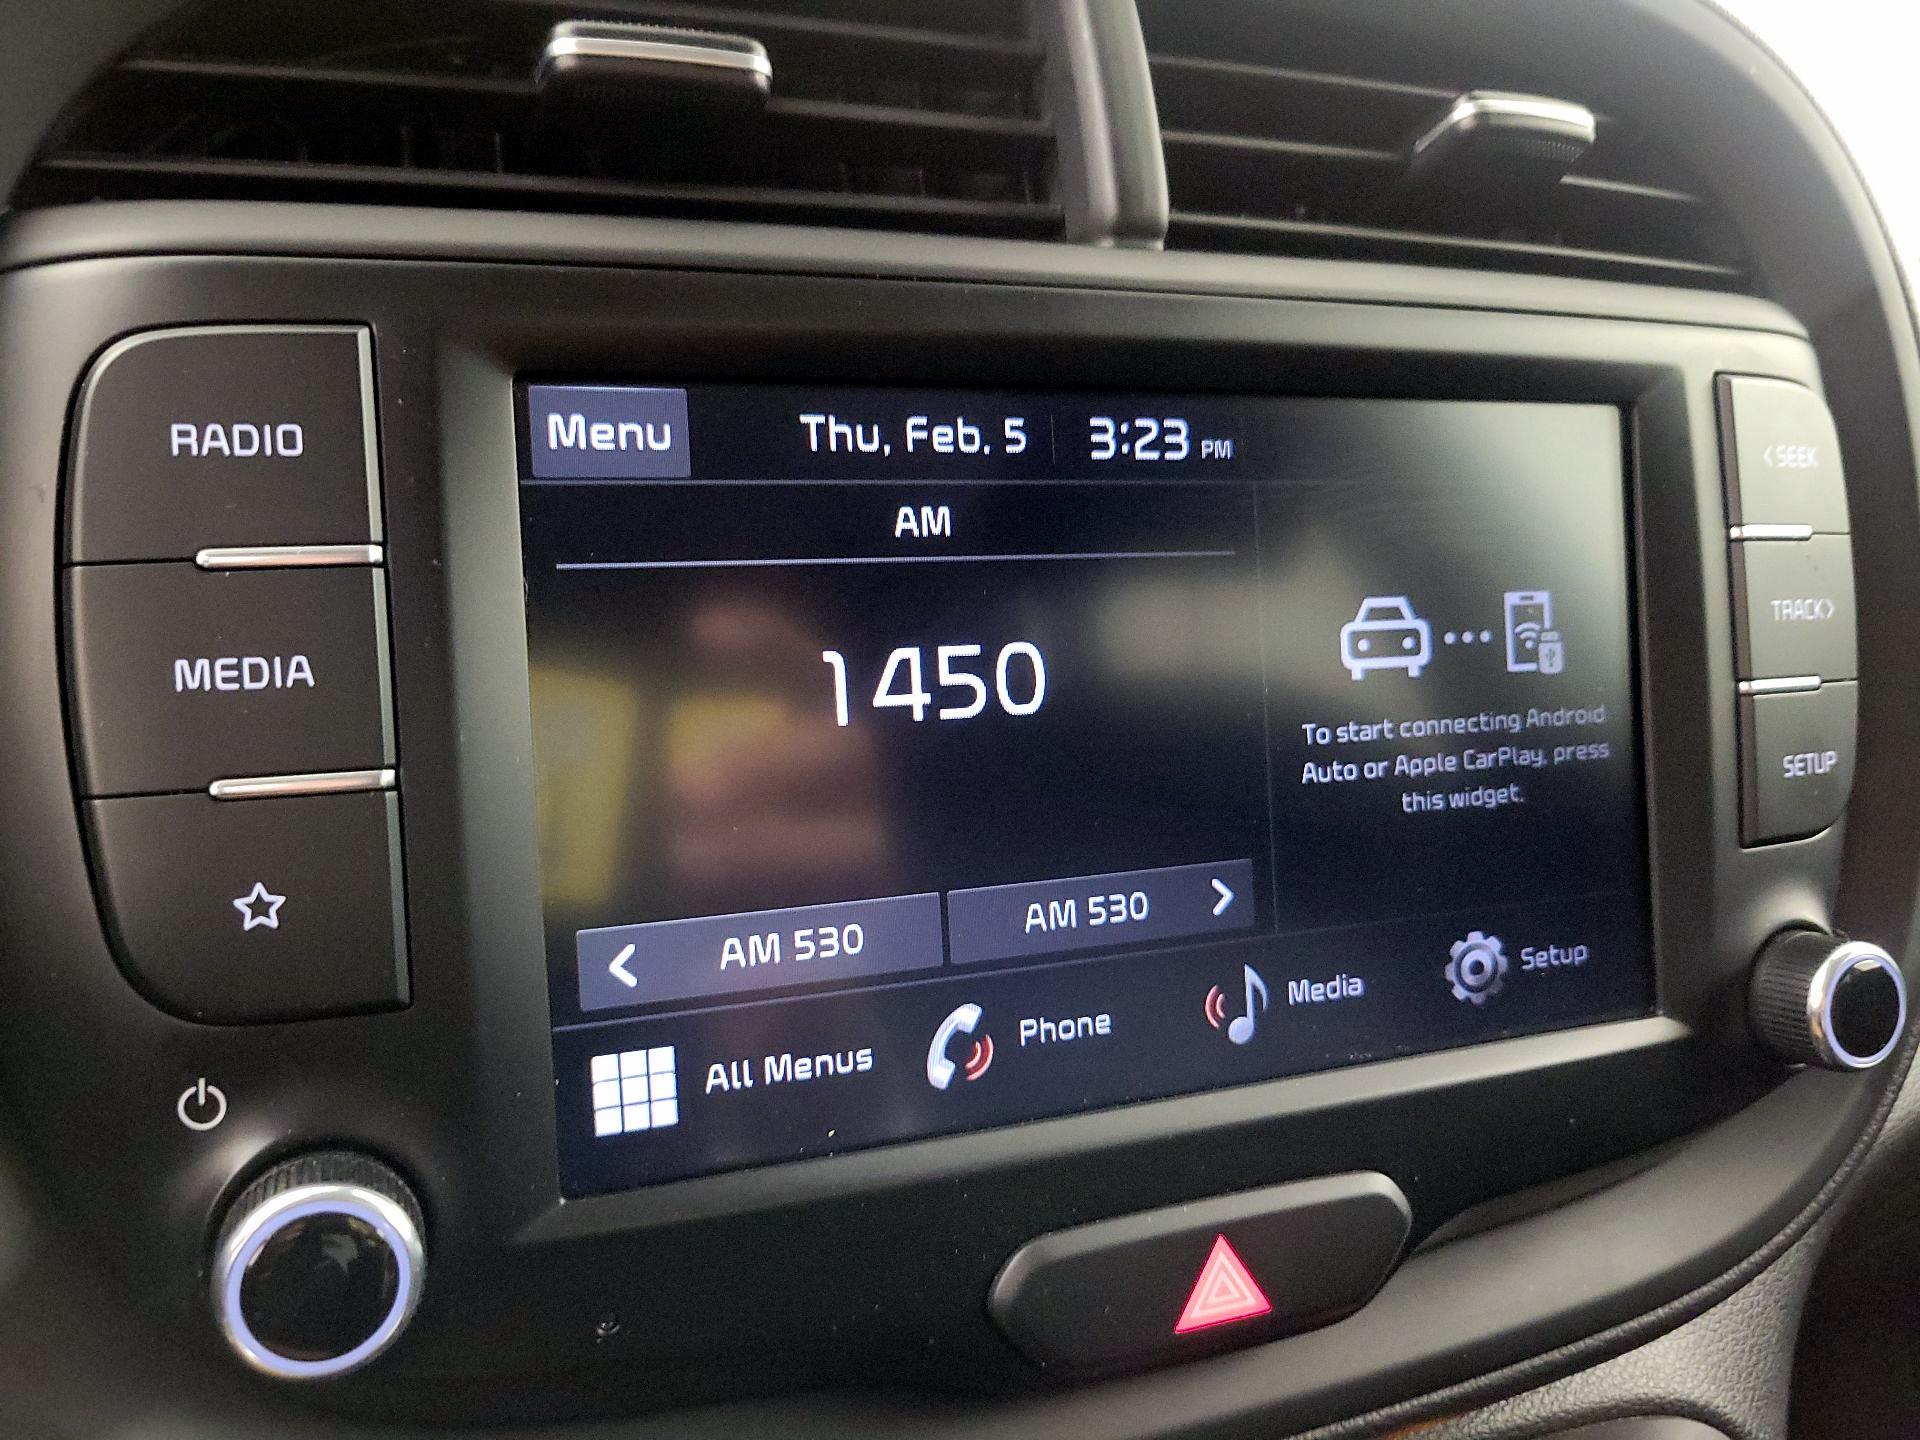 RADIO
MEDIA
Menu
Thu, Feb. 5
3:23 PM
AM
1450
To start connecting Android
Auto or Apple CarPlay, press
this widget.
< AM 530
AM 530 >
All Menus
Phone
Media
Setup
< SEEK
TRACK >
SETUP